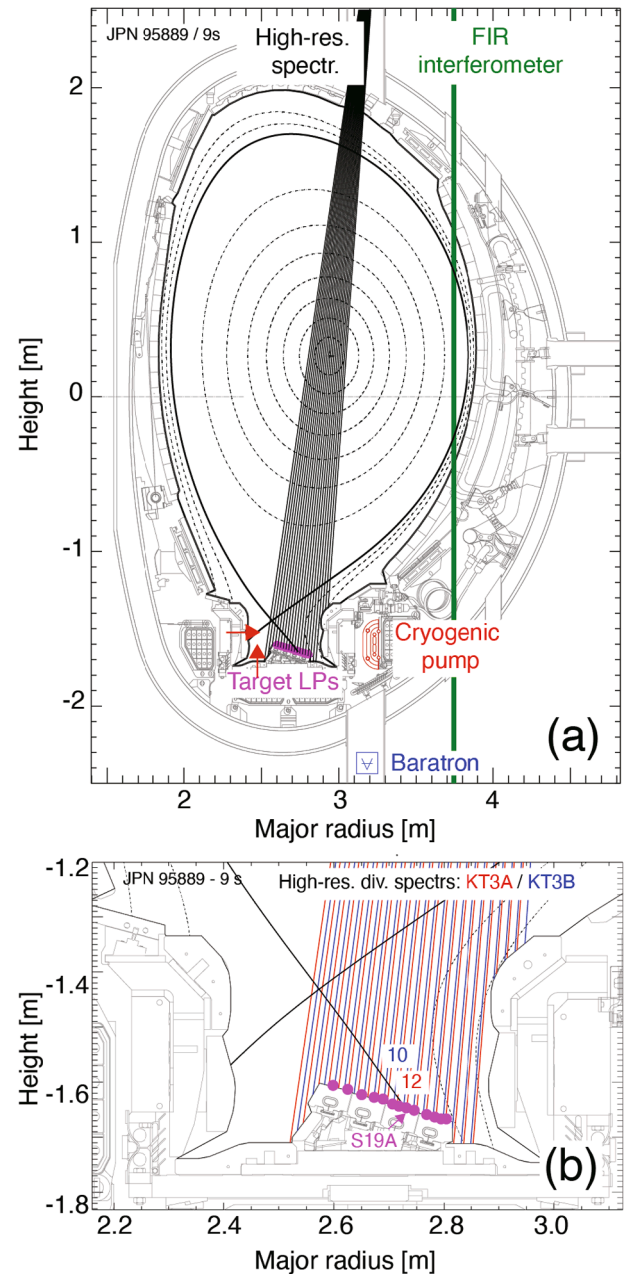 JPN 95889 / 9s
High-res.
spectr.
FIR
interferometer
2
1
0
-1
-2
Height [m]
Cryogenic
pump
Target LPs
(a)
Baratron
2
3
4
Major radius [m]
-1.2
-1.4
-1.6
-1.8
Height [m]
JPN 95889 - 9 s
High-res. div. spectrs: KT3A / KT3B
10
12
S19A
(b)
2.2
2.4
2.6
2.8
3.0
Major radius [m]